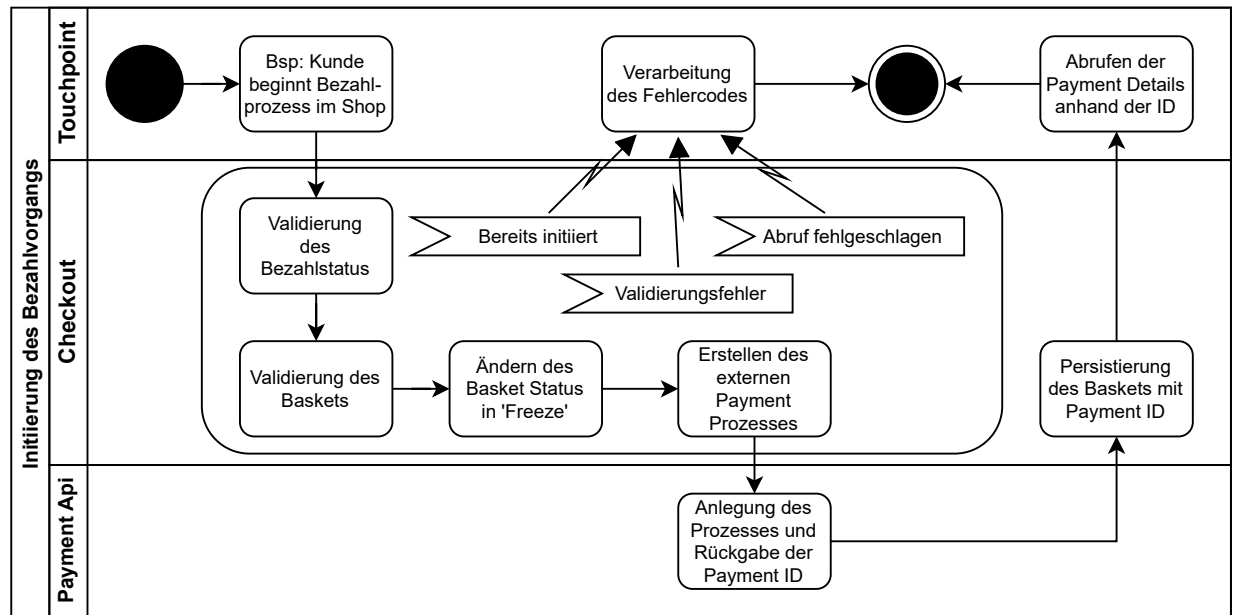 Initiierung des Bezahlvorgangs
Touchpoint
Bsp: Kunde
beginnt Bezahl-
prozess im Shop
Verarbeitung
des Fehlercodes
Abrufen der
Payment Details
anhand der ID
Checkout
Validierung
des
Bezahlstatus
Bereits initiiert
Abruf fehlgeschlagen
Validierungsfehler
Validierung des
Baskets
Ändern des
Basket Status
in 'Freeze'
Erstellen des
externen
Payment
Prozesses
Persistierung
des Baskets mit
Payment ID
Payment Api
Anlegung des
Prozesses und
Rückgabe der
Payment ID